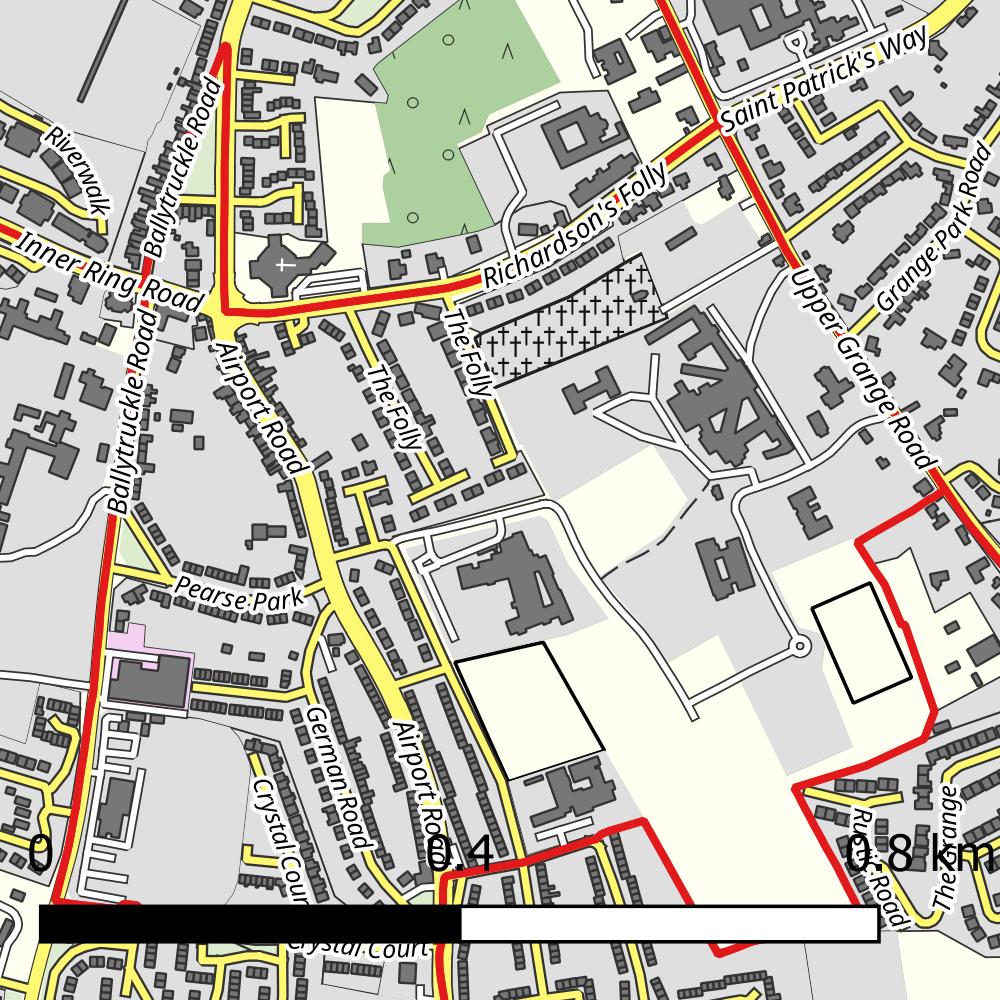 Saint Patrick's Way
Ballytruckle Road
Riverwalk
Grange Park Road
Richardson's Folly
Inner Ring Road
Upper Grange Road
The Folly
Airport Road
The Folly
Ballytruckle Road
Pearse Park
German Road
Airport Road
Crystal Court
The Grange
0
0.4
0.8 km
Crystal Court